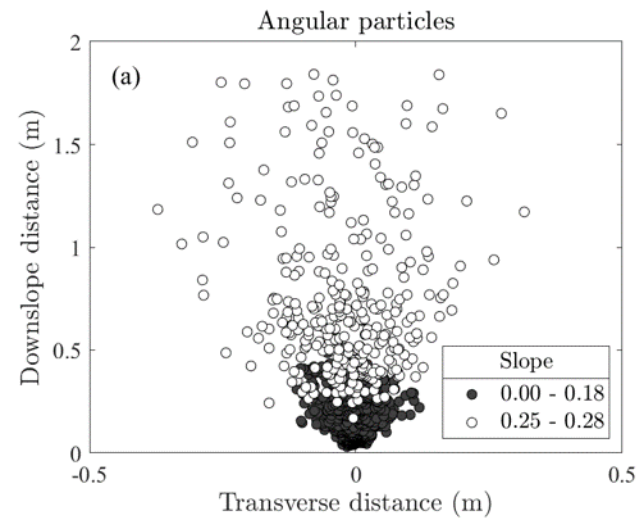 Angular particles
(a)
2
1.5
1
0.5
0
Downslope distance (m)
-0.5
0
0.5
Transverse distance (m)
Slope
0.00 - 0.18
0.25 - 0.28